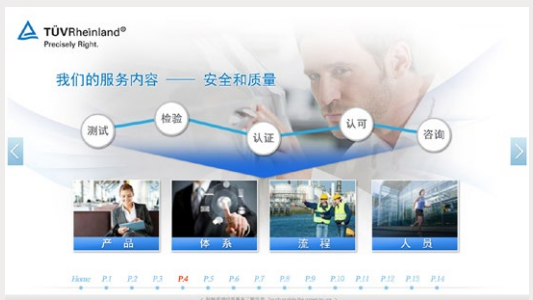 TÜVRheinland®
Precisely Right.
我们的服务内容 —— 安全和质量
测试
检验
认证
认可
咨询
产品
体系
流程
人员
Home P.1 P.2 P.3 P.4 P.5 P.6 P.7 P.8 P.9 P.10 P.11 P.12 P.13 P.14